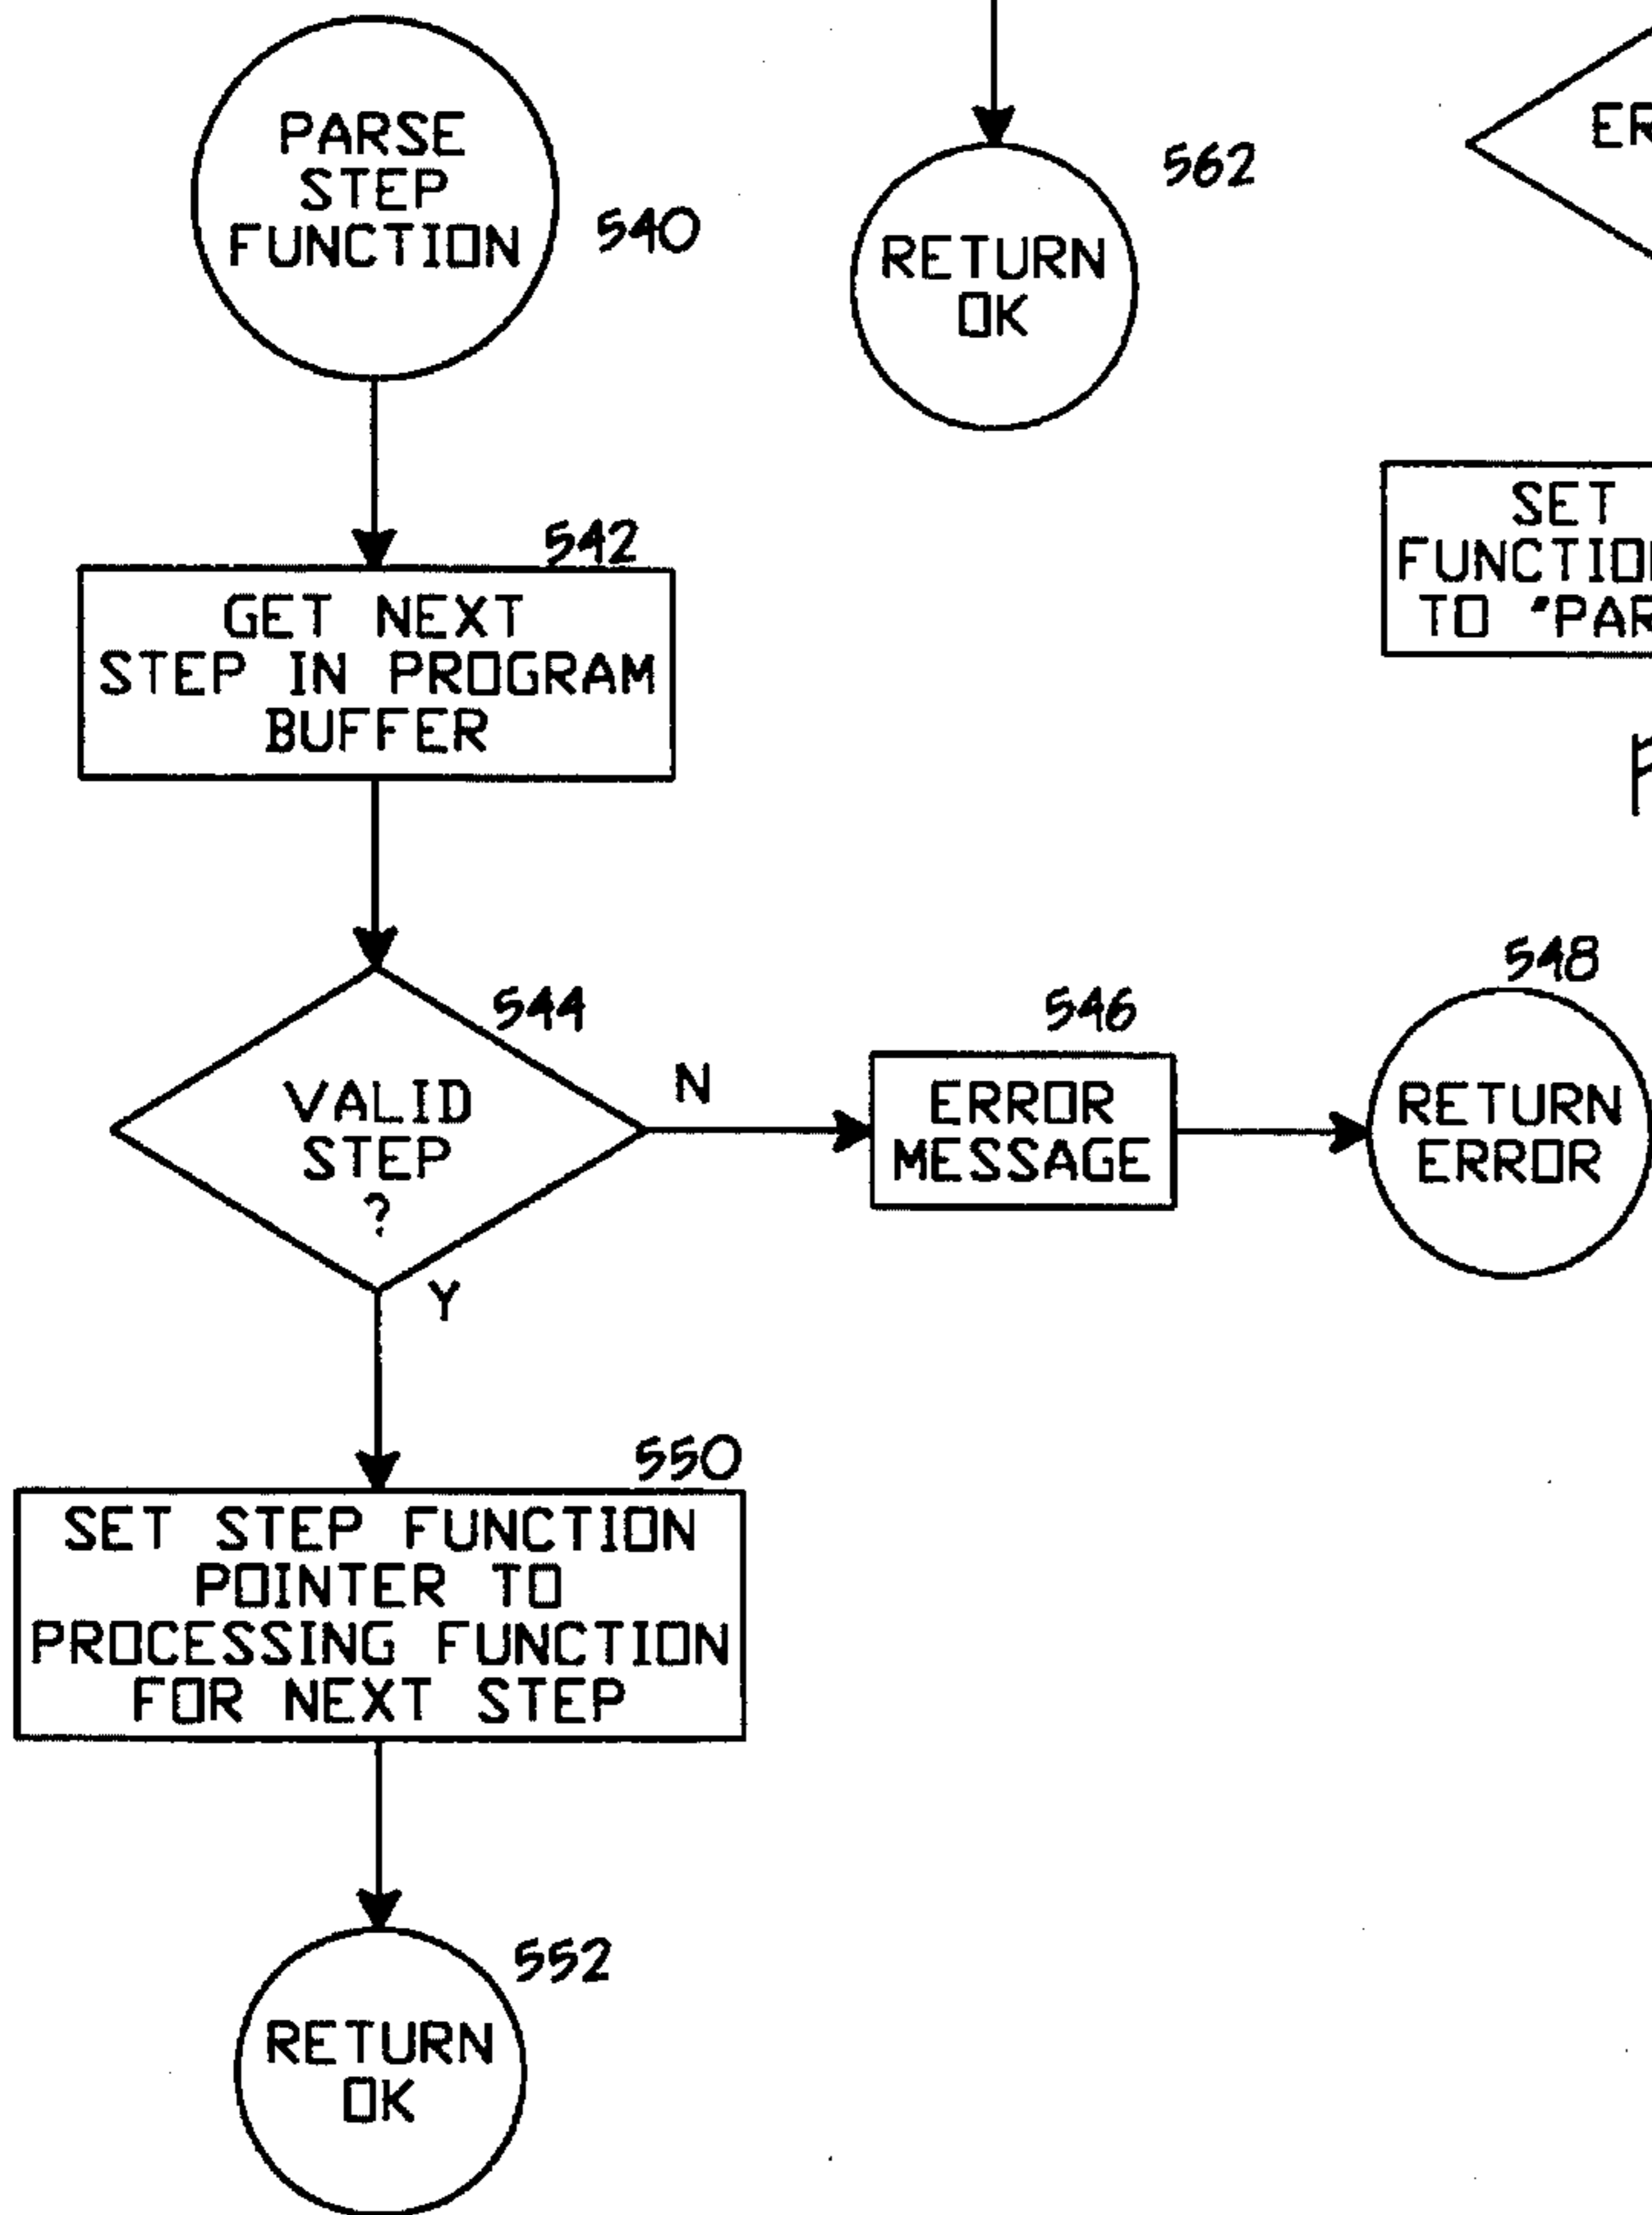 PARSE
STEP
FUNCTION
540
GET NEXT
STEP IN PROGRAM
BUFFER
542
VALID
STEP
?
544
N
Y
ERROR
MESSAGE
546
RETURN
ERROR
548
SET STEP FUNCTION
POINTER TO
PROCESSING FUNCTION
FOR NEXT STEP
550
RETURN
OK
552
RETURN
OK
562
SET
TO